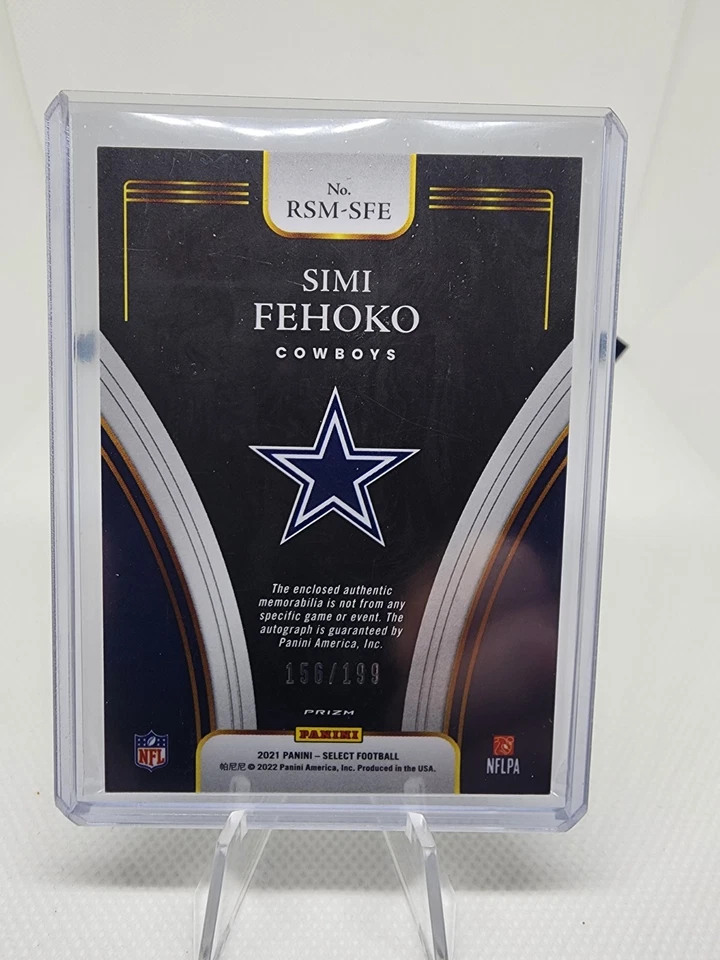 No.
RSM-SFE
SIMI
FEHOKO
COWBOYS
The enclosed authentic
memorabilia is not from any
specific game or event. The
autograph is guaranteed by
Panini America, Inc.
156/199
PRIZM
PANINI
2021 PANINI – SELECT FOOTBALL
帕尼尼 © 2022 Panini America, Inc. Produced in the USA.
NFL
NFLPA